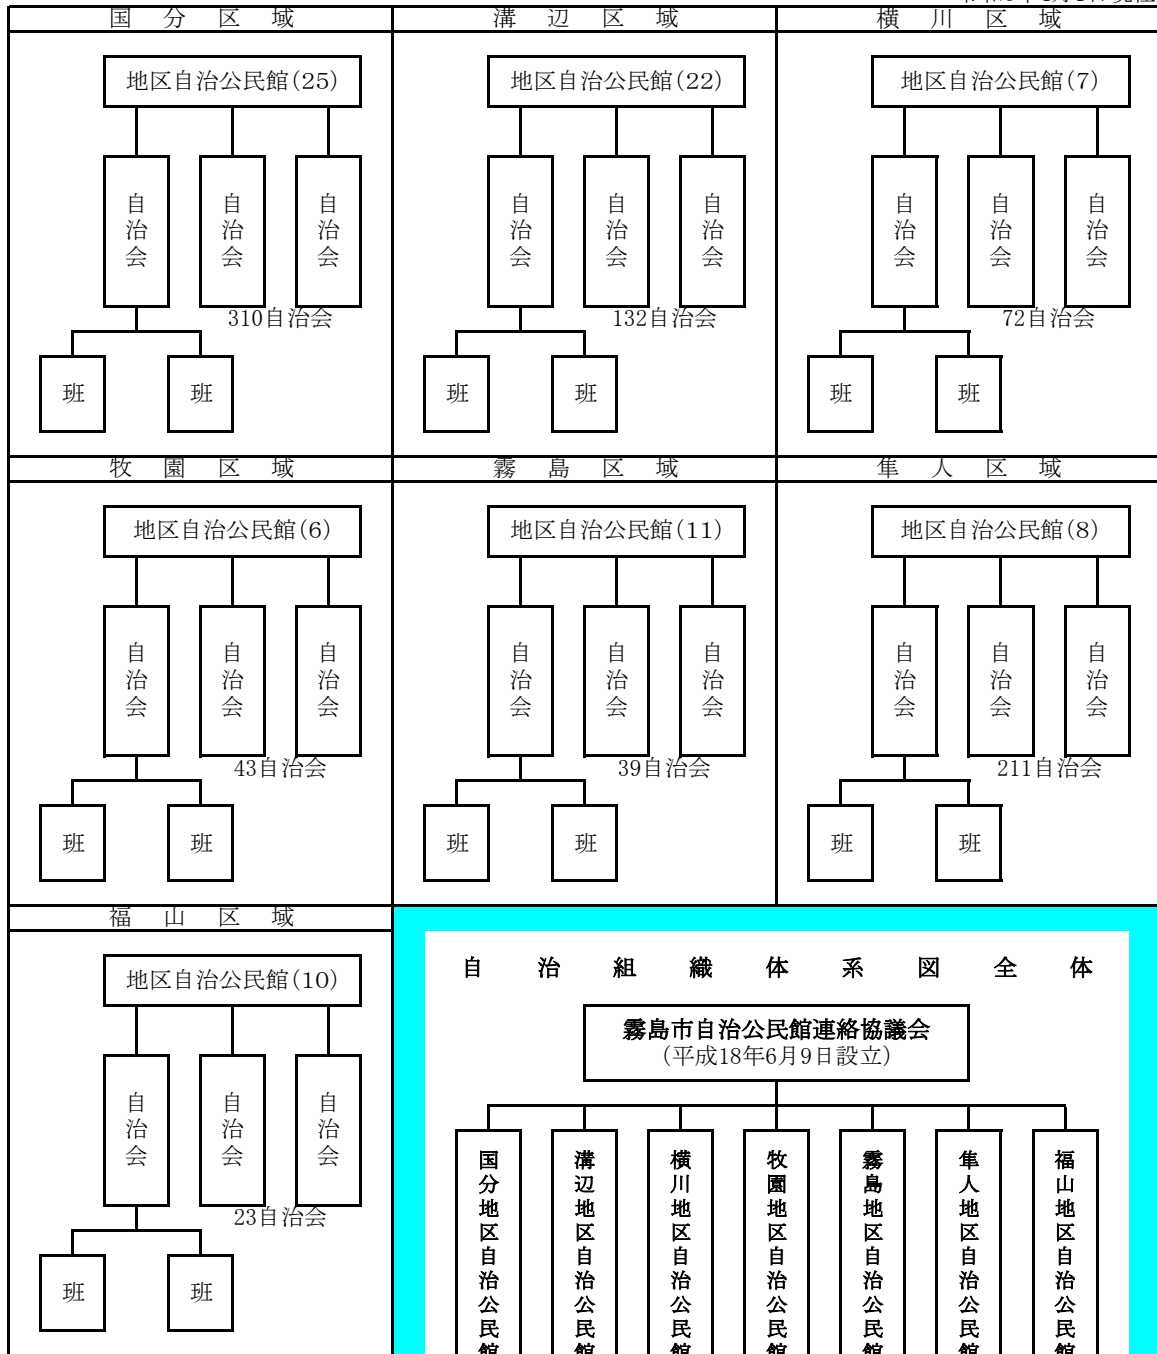 国分区域
地区自治公民館(25)
自治会
自治会
自治会
310自治会
班
班
溝辺区域
地区自治公民館(22)
自治会
自治会
自治会
132自治会
班
班
横川区域
地区自治公民館(7)
自治会
自治会
自治会
72自治会
班
班
牧園区域
地区自治公民館(6)
自治会
自治会
自治会
43自治会
班
班
霧島区域
地区自治公民館(11)
自治会
自治会
自治会
39自治会
班
班
隼人区域
地区自治公民館(8)
自治会
自治会
自治会
211自治会
班
班
福山区域
地区自治公民館(10)
自治会
自治会
自治会
23自治会
班
班
自治組織体系図全体
霧島市自治公民館連絡協議会
(平成18年6月9日設立)
国分地区自治公民館
溝辺地区自治公民館
横川地区自治公民館
牧園地区自治公民館
霧島地区自治公民館
隼人地区自治公民館
福山地区自治公民館